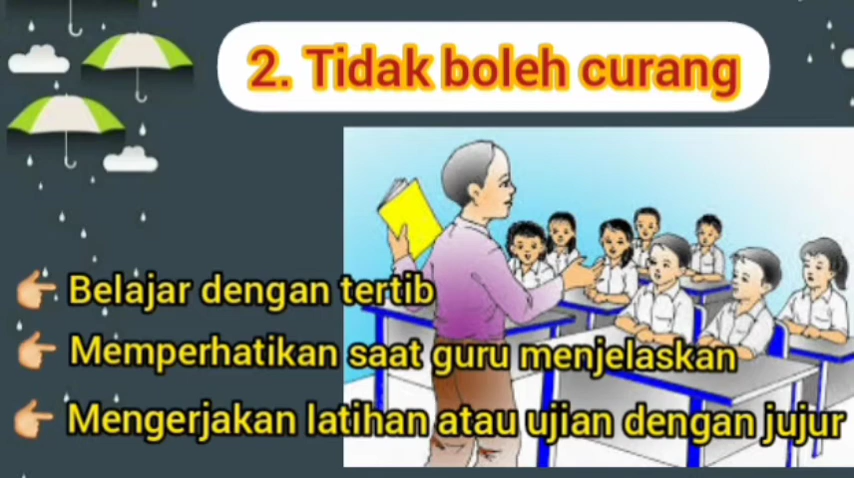 2. Tidak boleh curang
Belajar dengan tertib
Memperhatikan saat guru menjelaskan
Mengerjakan latihan atau ujian dengan jujur